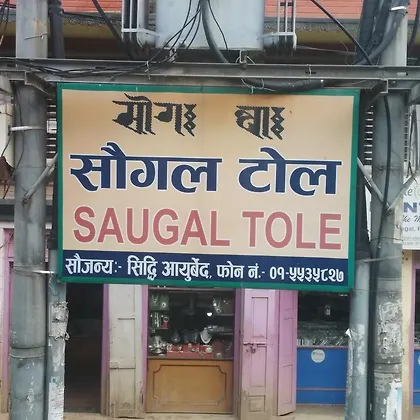 सौगल टोल
SAUGAL TOLE
सौजन्य:- सिद्धि आयुर्बेद, फोन नं.- ०१-५५३५८२७